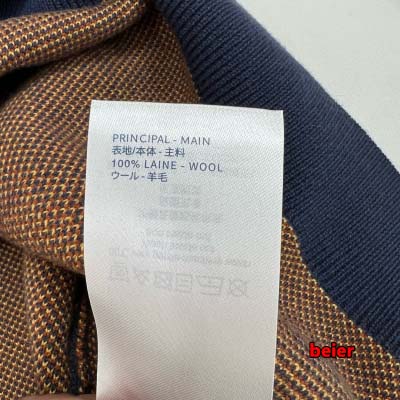 PRINCIPAL - MAIN
表地/本体 - 主料
100% LAINE - WOOL
ウール - 羊毛
beier